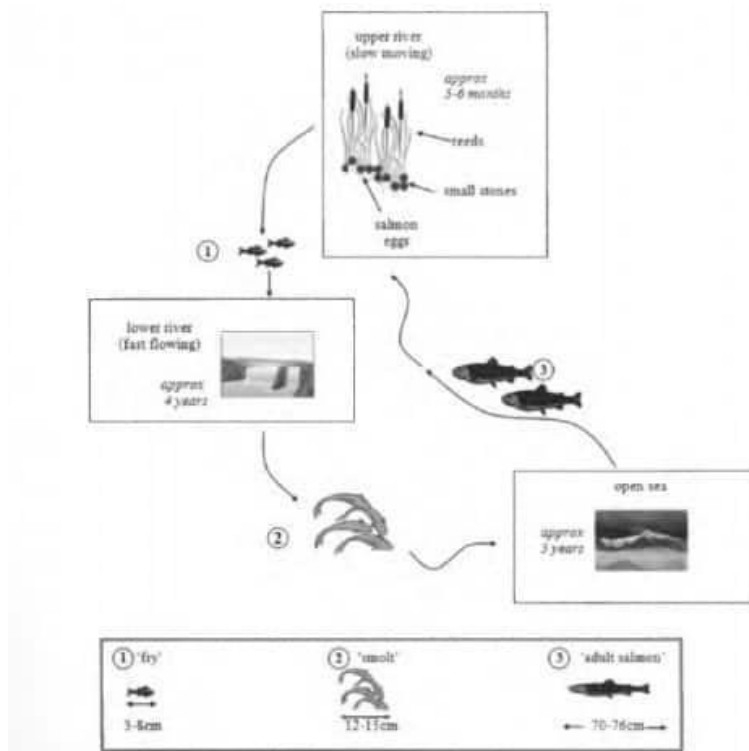 upper river
(slow moving)
approx
5-6 months
reeds
small stones
salmon
eggs
1
lower river
(fast flowing)
approx
4 years
3
open sea
approx
5 years
2
1 'fry'
2 'smolt'
3 'adult salmon'
3-8cm
12-15cm
70-76cm